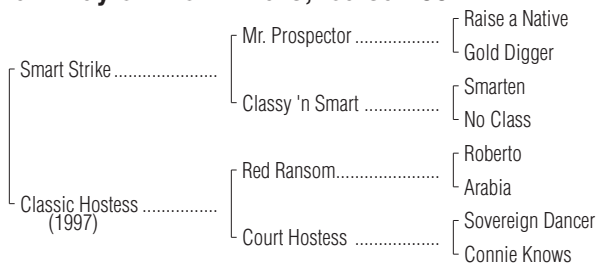 Raise a Native
Mr. Prospector ..................
Gold Digger
Smart Strike ......................
Smarten
Classy 'n Smart .................
No Class
Roberto
Red Ransom......................
Arabia
Classic Hostess ................
(1997)
Sovereign Dancer
Court Hostess ..................
Connie Knows